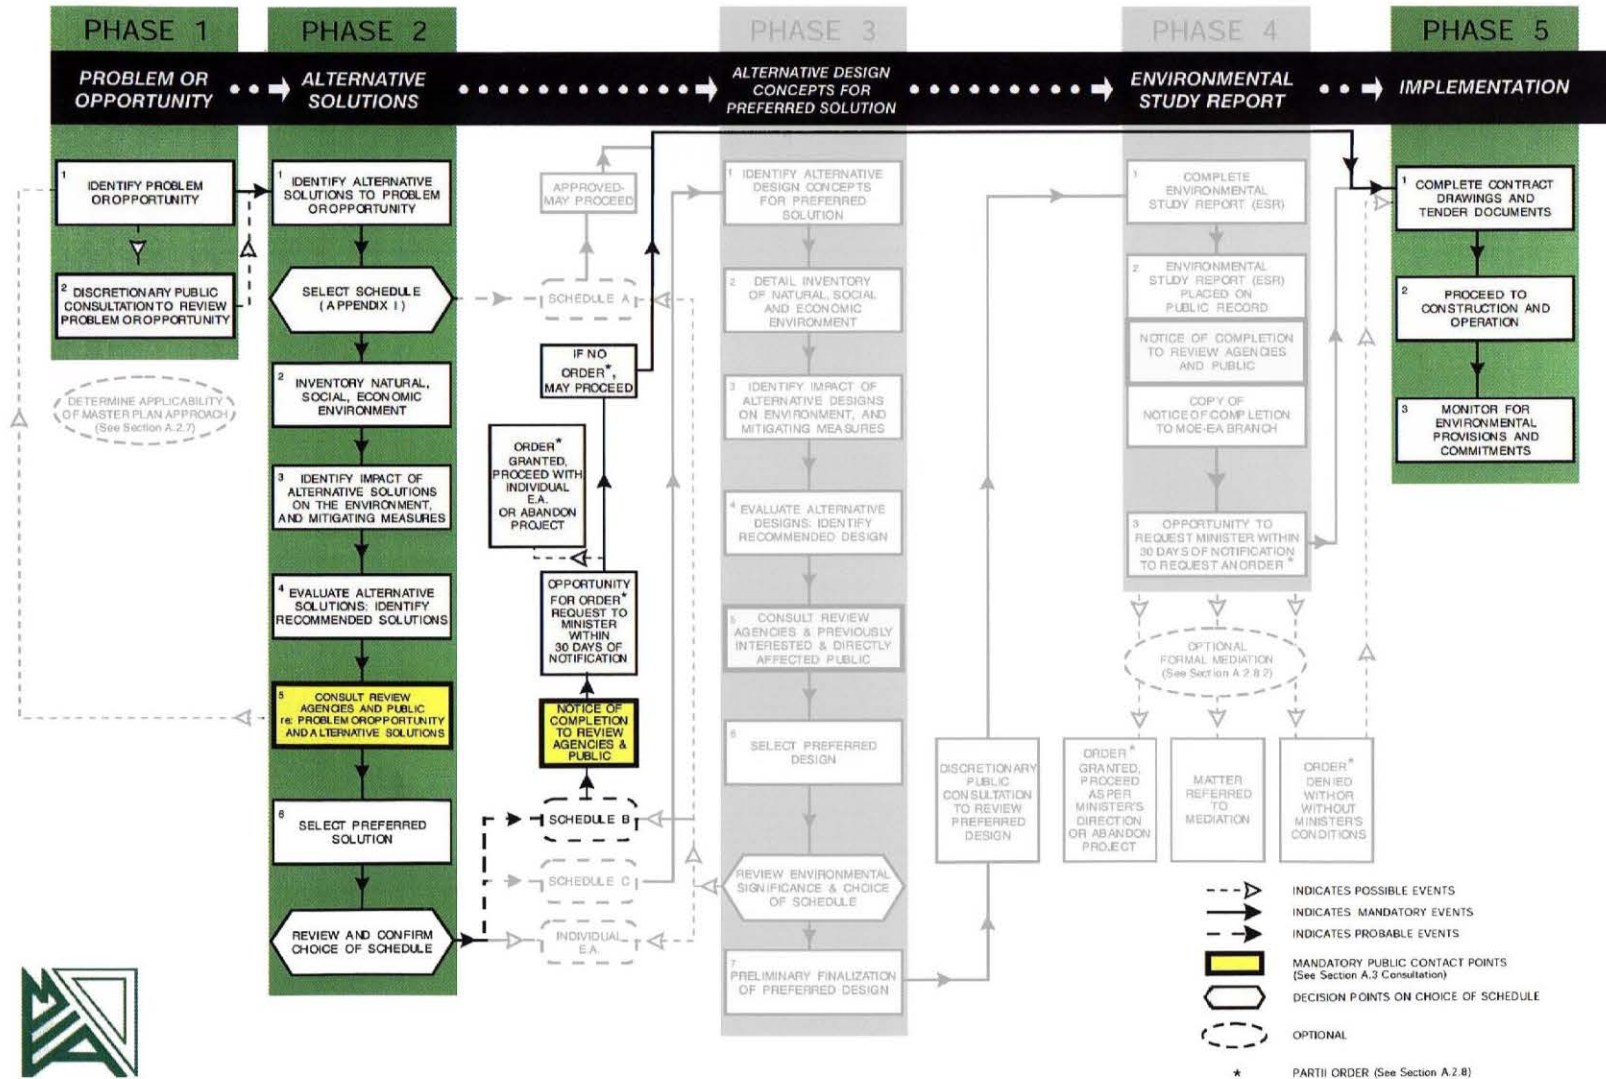 PHASE 1
PHASE 2
PHASE 3
PHASE 4
PHASE 5
PROBLEM OR
OPPORTUNITY
ALTERNATIVE
SOLUTIONS
ALTERNATIVE DESIGN
CONCEPTS FOR
PREFERRED SOLUTION
ENVIRONMENTAL
STUDY REPORT
IMPLEMENTATION
1
IDENTIFY PROBLEM
OR OPPORTUNITY
2
DISCRETIONARY PUBLIC
CONSULTATION TO REVIEW
PROBLEM OR OPPORTUNITY
DETERMINE APPLICABILITY
OF MASTER PLAN APPROACH
(See Section A.2.7)
1
IDENTIFY ALTERNATIVE
SOLUTIONS TO PROBLEM
OR OPPORTUNITY
SELECT SCHEDULE
(APPENDIX I)
2
INVENTORY NATURAL,
SOCIAL, ECONOMIC
ENVIRONMENT
3
IDENTIFY IMPACT OF
ALTERNATIVE SOLUTIONS
ON THE ENVIRONMENT,
AND MITIGATING MEASURES
4
EVALUATE ALTERNATIVE
SOLUTIONS: IDENTIFY
RECOMMENDED SOLUTIONS
5
CONSULT REVIEW
AGENCIES AND PUBLIC
re: PROBLEM OR OPPORTUNITY
AND ALTERNATIVE SOLUTIONS
6
SELECT PREFERRED
SOLUTION
REVIEW AND CONFIRM
CHOICE OF SCHEDULE
APPROVED-
MAY PROCEED
SCHEDULE A
IF NO
ORDER*,
MAY PROCEED
ORDER*
GRANTED,
PROCEED WITH
INDIVIDUAL
E.A.
OR ABANDON
PROJECT
OPPORTUNITY
FOR ORDER*
REQUEST TO
MINISTER
WITHIN
30 DAYS OF
NOTIFICATION
NOTICE OF
COMPLETION
TO REVIEW
AGENCIES &
PUBLIC
SCHEDULE B
SCHEDULE C
INDIVIDUAL
E.A.
1
IDENTIFY ALTERNATIVE
DESIGN CONCEPTS
FOR PREFERRED
SOLUTION
2
DETAIL INVENTORY
OF NATURAL, SOCIAL
AND ECONOMIC
ENVIRONMENT
3
IDENTIFY IMPACT OF
ALTERNATIVE DESIGNS
ON ENVIRONMENT, AND
MITIGATING MEASURES
4
EVALUATE ALTERNATIVE
DESIGNS: IDENTIFY
RECOMMENDED DESIGN
5
CONSULT REVIEW
AGENCIES & PREVIOUSLY
INTERESTED & DIRECTLY
AFFECTED PUBLIC
6
SELECT PREFERRED
DESIGN
REVIEW ENVIRONMENTAL
SIGNIFICANCE & CHOICE
OF SCHEDULE
7
PRELIMINARY FINALIZATION
OF PREFERRED DESIGN
DISCRETIONARY
PUBLIC
CONSULTATION
TO REVIEW
PREFERRED
DESIGN
1
COMPLETE
ENVIRONMENTAL
STUDY REPORT (ESR)
2
ENVIRONMENTAL
STUDY REPORT (ESR)
PLACED ON
PUBLIC RECORD
NOTICE OF COMPLETION
TO REVIEW AGENCIES
AND PUBLIC
COPY OF
NOTICE OF COMPLETION
TO MOE-EA BRANCH
3
OPPORTUNITY TO
REQUEST MINISTER WITHIN
30 DAYS OF NOTIFICATION
TO REQUEST AN ORDER*
OPTIONAL
FORMAL MEDIATION
(See Section A 2.8 2)
ORDER*
GRANTED,
PROCEED
AS PER
MINISTER'S
DIRECTION
OR ABANDON
PROJECT
MATTER
REFERRED
TO
MEDIATION
ORDER*
DENIED
WITH OR
WITHOUT
MINISTER'S
CONDITIONS
1
COMPLETE CONTRACT
DRAWINGS AND
TENDER DOCUMENTS
2
PROCEED TO
CONSTRUCTION AND
OPERATION
3
MONITOR FOR
ENVIRONMENTAL
PROVISIONS AND
COMMITMENTS
INDICATES POSSIBLE EVENTS
INDICATES MANDATORY EVENTS
INDICATES PROBABLE EVENTS
MANDATORY PUBLIC CONTACT POINTS
(See Section A.3 Consultation)
DECISION POINTS ON CHOICE OF SCHEDULE
OPTIONAL
* PART II ORDER (See Section A.2.8)
MEA